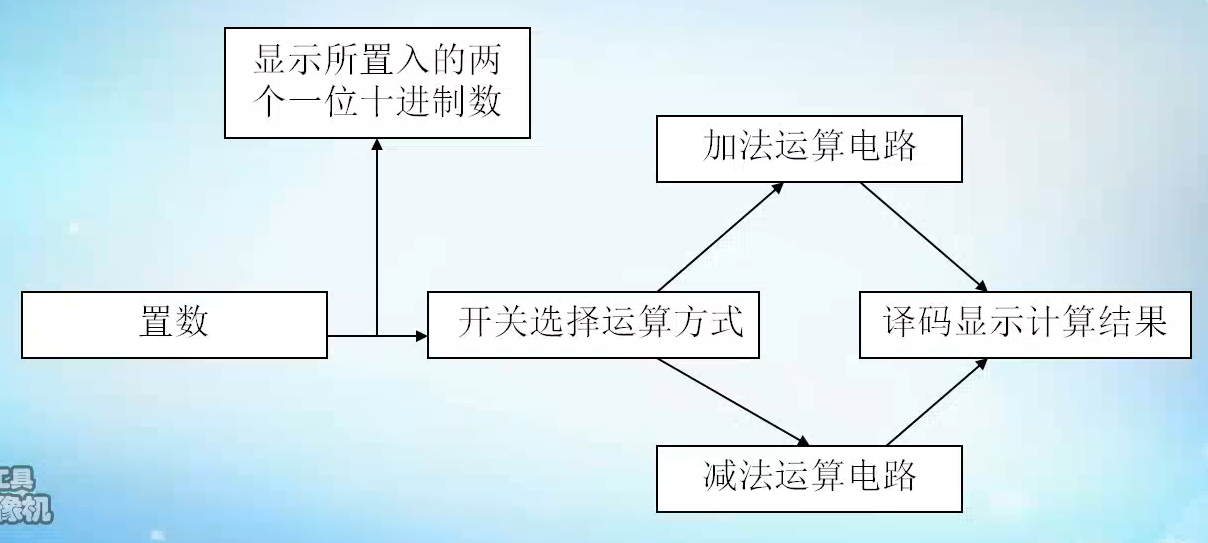 显示所置入的两
个一位十进制数
加法运算电路
置数
开关选择运算方式
译码显示计算结果
减法运算电路
工具
像机